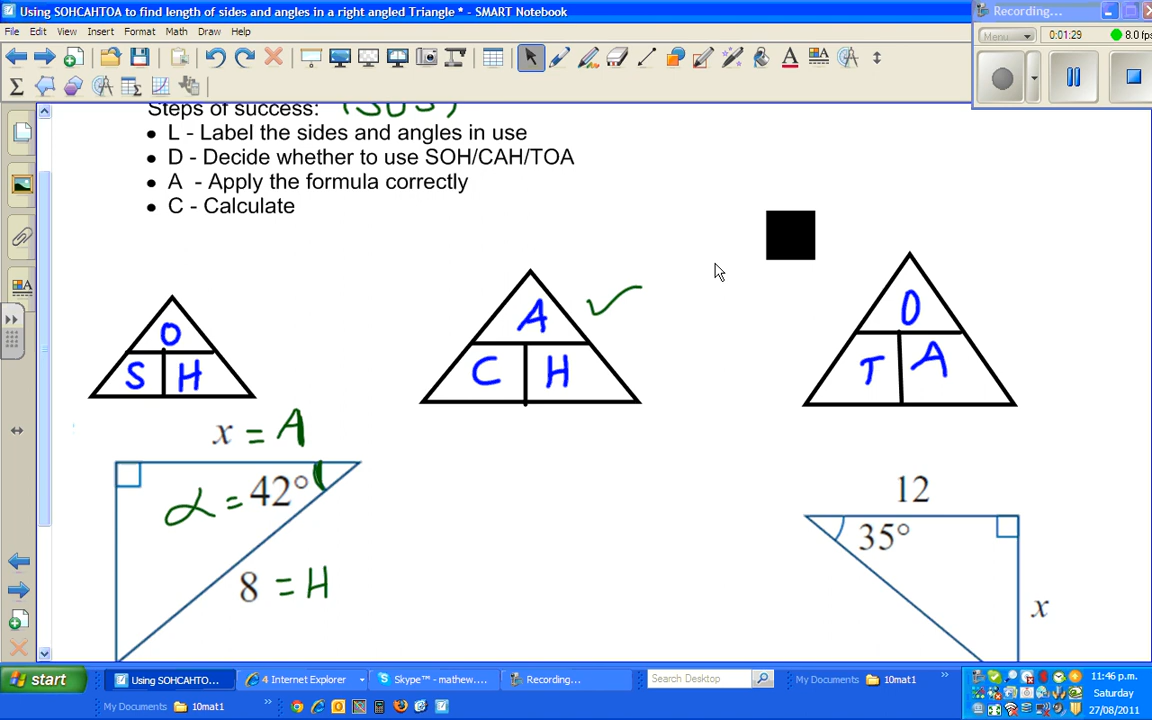 Using SOHCAHTOA to find length of sides and angles in a right angled Triangle * - SMART Notebook
Recording...
File Edit View Insert Format Math Draw Help
Menu 0:01:29 8.0 fps
Steps of success: (SOS)
• L - Label the sides and angles in use
• D - Decide whether to use SOH/CAH/TOA
• A - Apply the formula correctly
• C - Calculate
O
S H
A
C H
O
T A
x = A
α = 42°
8 = H
12
35°
x
start Using SOHCAHTO... 4 Internet Explorer Skype™ - mathew.... Recording... Search Desktop My Documents 10mat1 11:46 p.m.
Saturday
My Documents 10mat1 27/08/2011